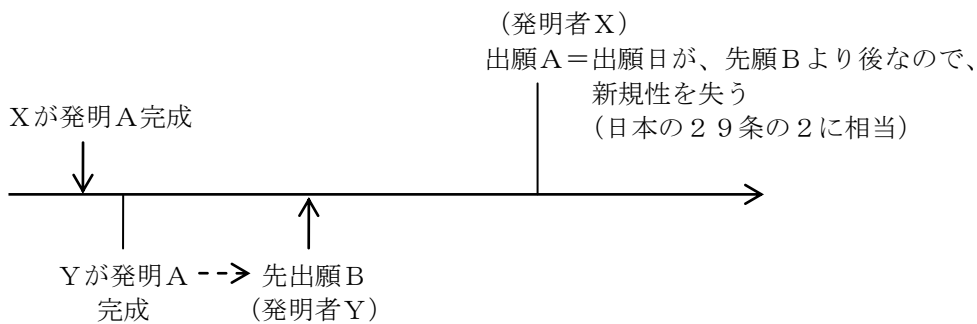 （発明者Ｘ）
出願Ａ＝出願日が、先願Ｂより後なので、
新規性を失う
（日本の２９条の２に相当）
Ｘが発明Ａ完成
Ｙが発明Ａ
完成
先出願Ｂ
（発明者Ｙ）